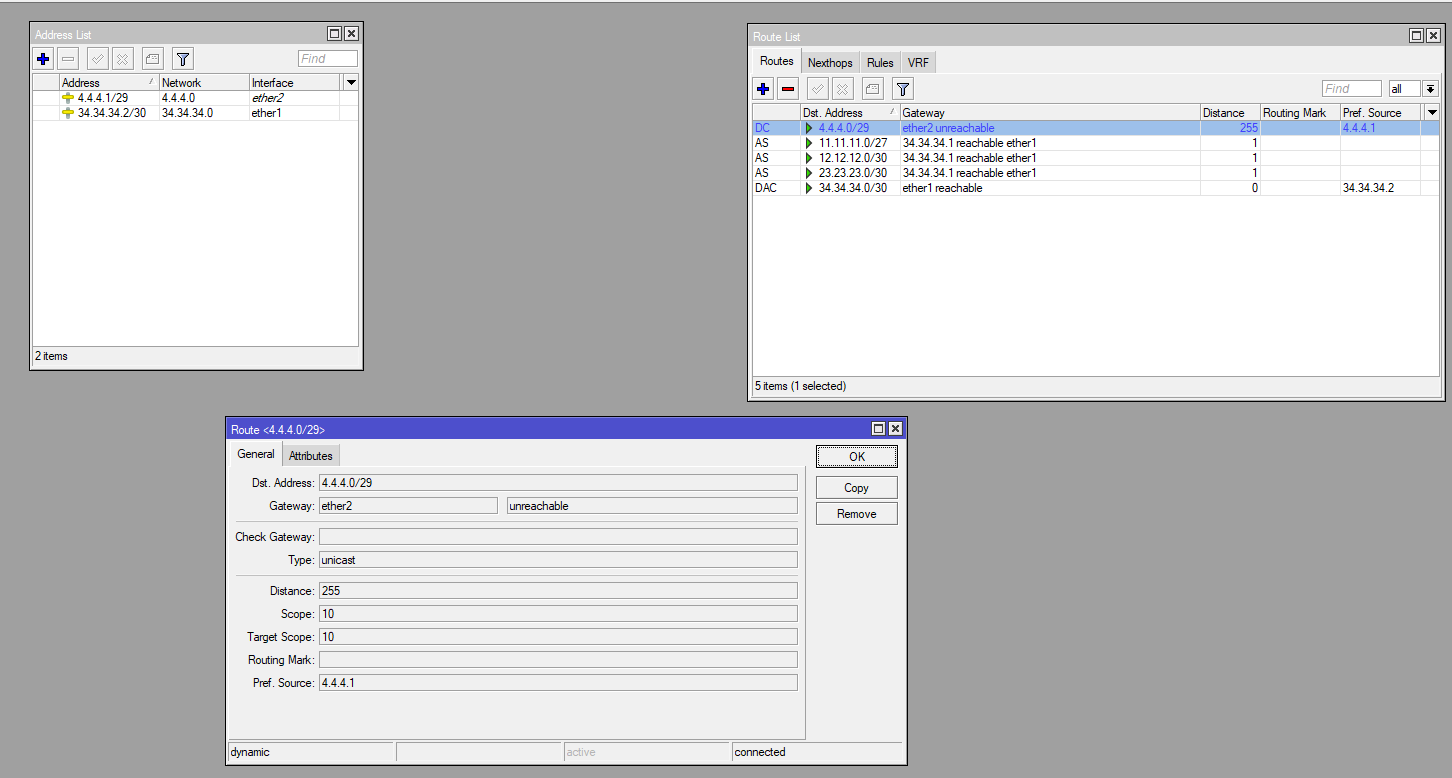 Address List
Find
Address Network Interface
4.4.4.1/29 4.4.4.0 ether2
34.34.34.2/30 34.34.34.0 ether1
2 items
Route List
Routes Nexthops Rules VRF
Find all
Dst. Address Gateway Distance Routing Mark Pref. Source
DC 4.4.4.0/29 ether2 unreachable 255 4.4.4.1
AS 11.11.11.0/27 34.34.34.1 reachable ether1 1
AS 12.12.12.0/30 34.34.34.1 reachable ether1 1
AS 23.23.23.0/30 34.34.34.1 reachable ether1 1
DAC 34.34.34.0/30 ether1 reachable 0 34.34.34.2
5 items (1 selected)
Route <4.4.4.0/29>
General Attributes
Dst. Address: 4.4.4.0/29
Gateway: ether2 unreachable
Check Gateway:
Type: unicast
Distance: 255
Scope: 10
Target Scope: 10
Routing Mark:
Pref. Source: 4.4.4.1
OK
Copy
Remove
dynamic active connected